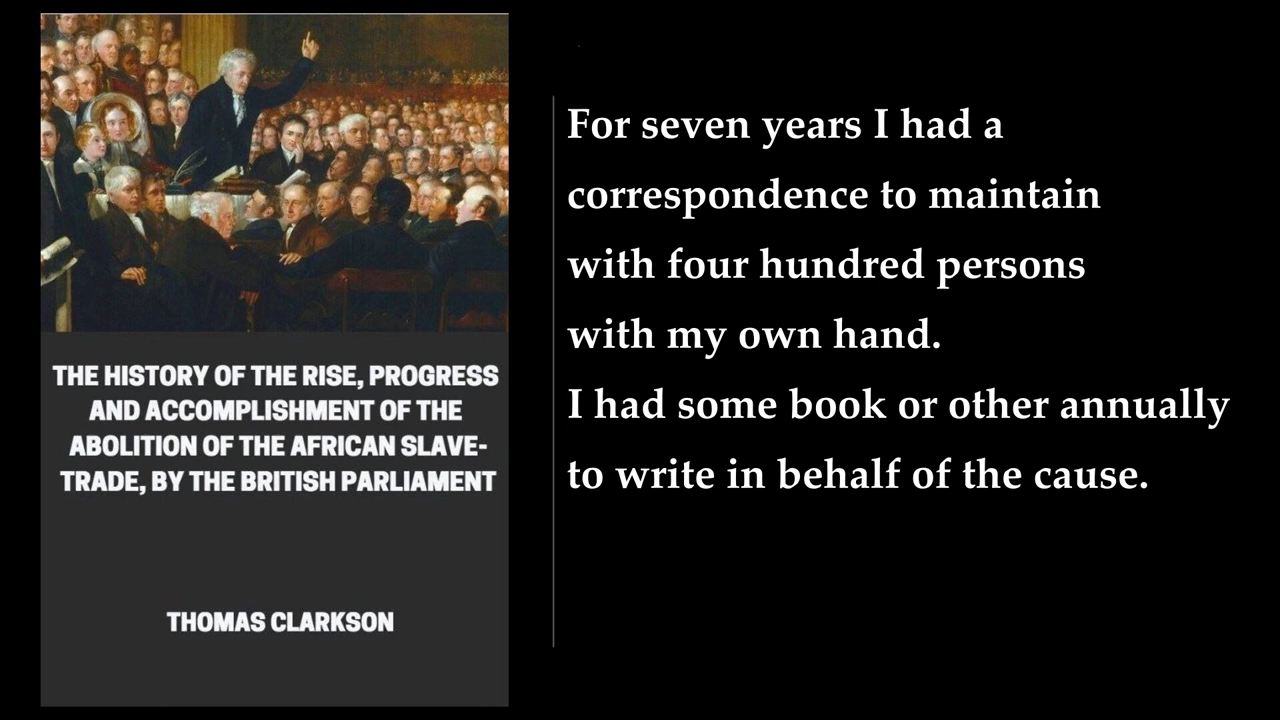 THE HISTORY OF THE RISE, PROGRESS
AND ACCOMPLISHMENT OF THE
ABOLITION OF THE AFRICAN SLAVE-
TRADE, BY THE BRITISH PARLIAMENT
THOMAS CLARKSON
For seven years I had a
correspondence to maintain
with four hundred persons
with my own hand.
I had some book or other annually
to write in behalf of the cause.